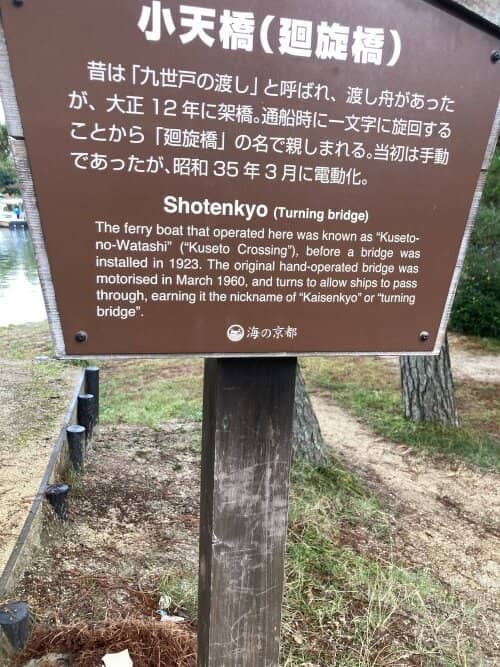 小天橋（廻旋橋）
昔は「九世戸の渡し」と呼ばれ、渡し舟があった
が、大正12年に架橋。通船時に一文字に旋回する
ことから「廻旋橋」の名で親しまれる。当初は手動
であったが、昭和35年3月に電動化。
Shotenkyo (Turning bridge)
The ferry boat that operated here was known as “Kuseto-
no-Watashi” (“Kuseto Crossing”), before a bridge was
installed in 1923. The original hand-operated bridge was
motorised in March 1960, and turns to allow ships to pass
through, earning it the nickname of “Kaisenkyo” or “turning
bridge”.
海の京都